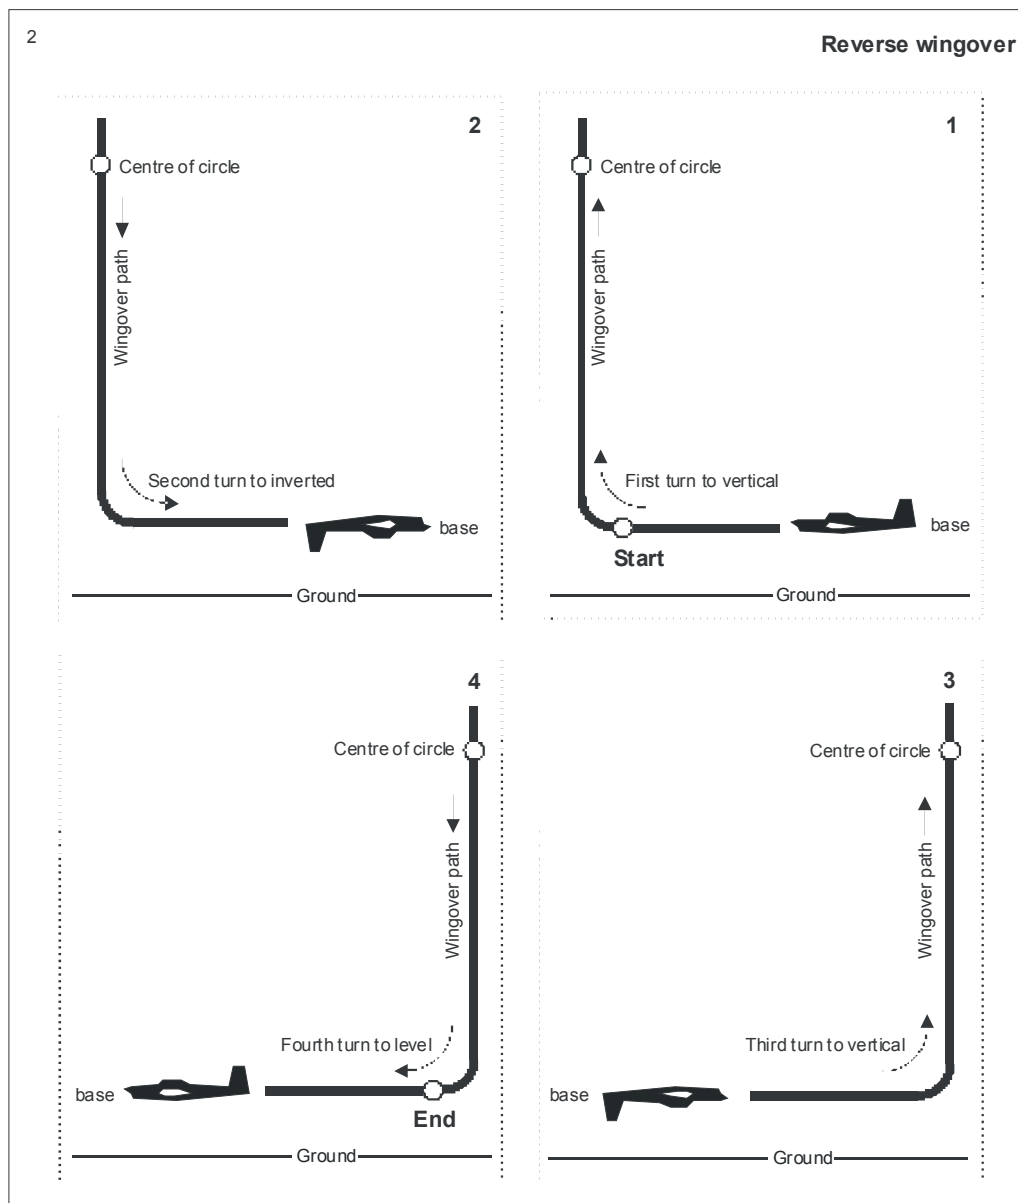 2
Reverse wingover
2
Centre of circle
Wingover path
Second turn to inverted
base
Ground
1
Centre of circle
Wingover path
First turn to vertical
base
Start
Ground
4
Centre of circle
Wingover path
Fourth turn to level
base
End
Ground
3
Centre of circle
Wingover path
Third turn to vertical
base
Ground